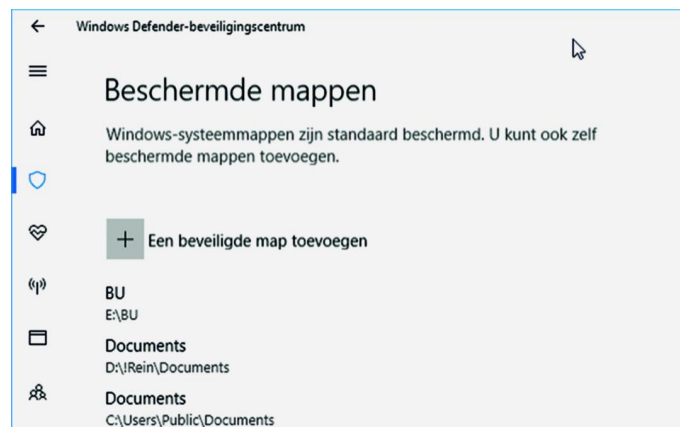 Windows Defender-beveiligingscentrum
Beschermde mappen
Windows-systeemmappen zijn standaard beschermd. U kunt ook zelf
beschermde mappen toevoegen.
Een beveiligde map toevoegen
BU
E:\BU
Documents
D:\!Rein\Documents
Documents
C:\Users\Public\Documents